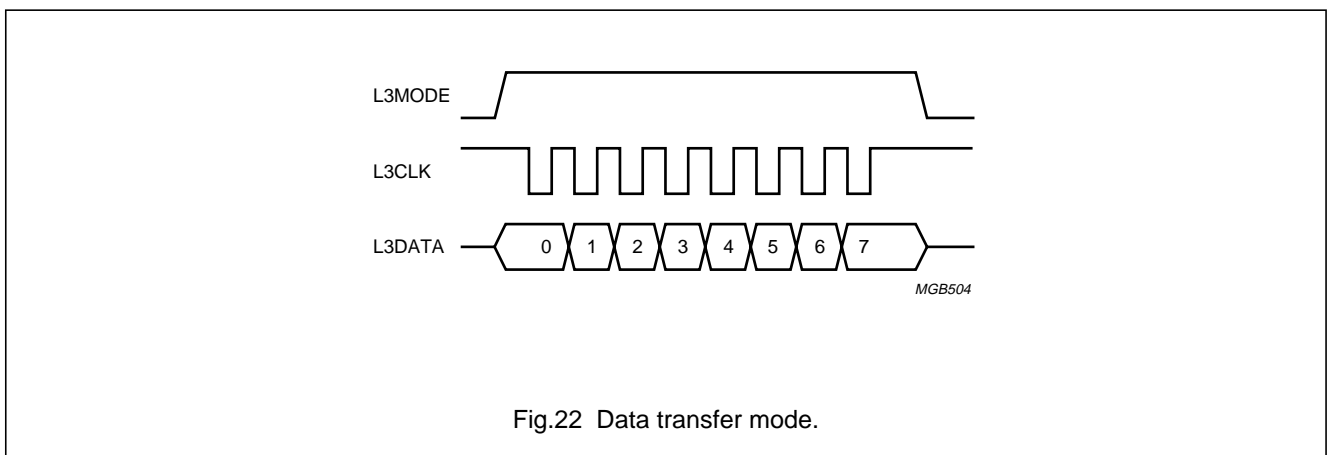 L3MODE
L3CLK
L3DATA 0 1 2 3 4 5 6 7
MGB504
Fig.22 Data transfer mode.